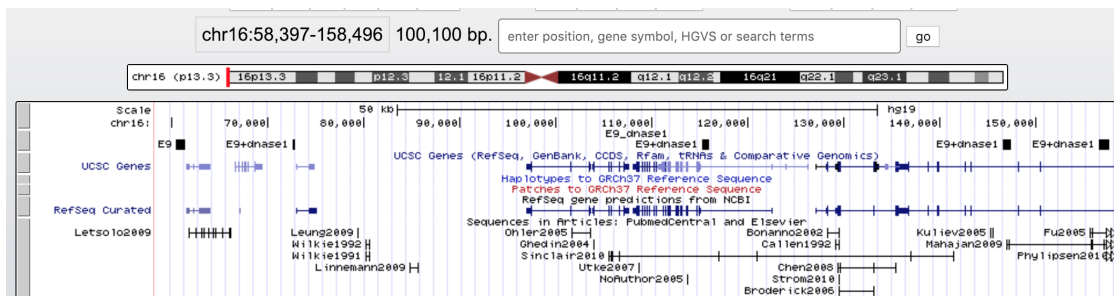 chr16:58,397-158,496 100,100 bp. enter position, gene symbol, HGVS or search terms go
chr16 (p13.3) 16p13.3 p12.3 12.1 16p11.2 16q11.2 q12.1 q12.2 16q21 q22.1 q23.1
Scale 50 kb hg19
chr16: 70,000 80,000 90,000 100,000 110,000 120,000 130,000 140,000 150,000
E9_dnase1
E9 E9+dnase1 E9+dnase1 E9+dnase1 E9+dnase1
UCSC Genes (RefSeq, GenBank, CCDS, Rfam, tRNAs & Comparative Genomics)
UCSC Genes
Haplotypes to GRCh37 Reference Sequence
Patches to GRCh37 Reference Sequence
RefSeq gene predictions from NCBI
RefSeq Curated
Sequences in Articles: PubmedCentral and Elsevier
Letsolo2009 Leung2009 Ohler2005 Bonanno2002 Kuliev2005 Fu2005
Wilkie1992 Ghedin2004 Callen1992 Mahajan2009
Wilkie1991 Sinclair2010 Phylipsen2010
Linnemann2009 Utke2007 Chen2008
NoAuthor2005 Strom2010
Broderick2006